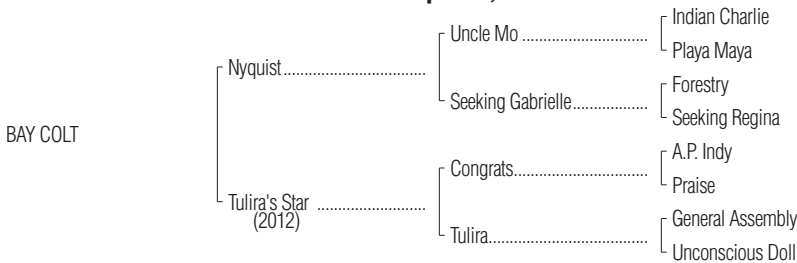 Indian Charlie
Uncle Mo ..............................
Playa Maya
Nyquist..................................
Forestry
Seeking Gabrielle..................
Seeking Regina
BAY COLT
A.P. Indy
Congrats................................
Praise
Tulira's Star ..........................
(2012)
General Assembly
Tulira......................................
Unconscious Doll